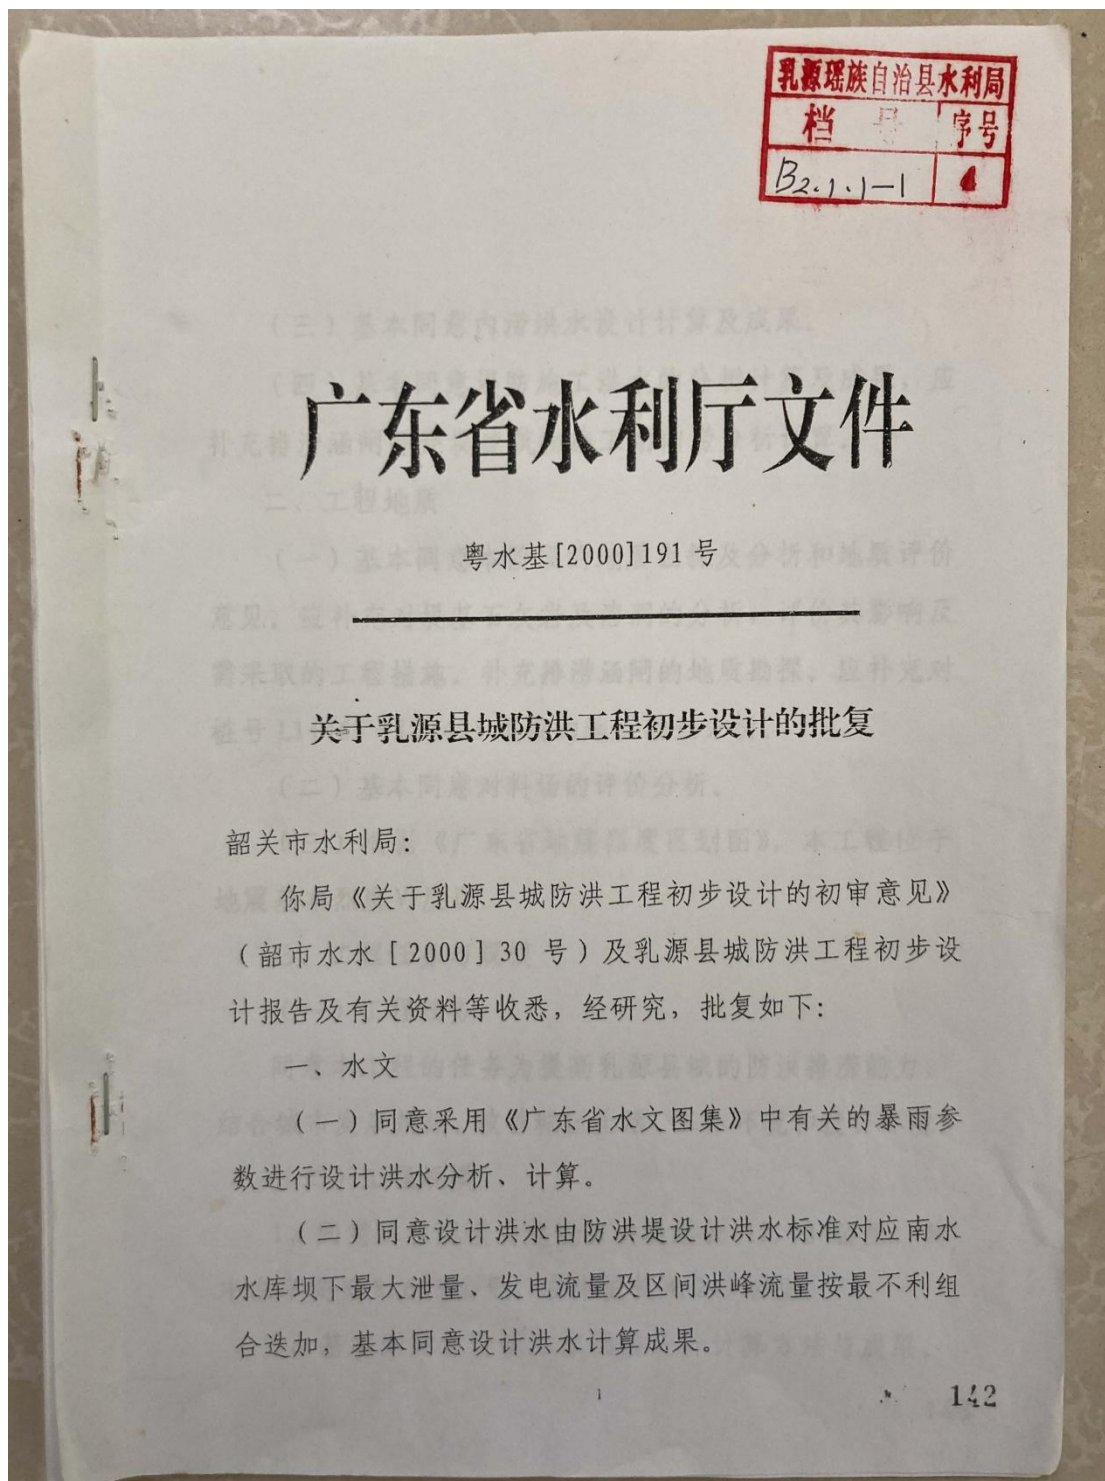 乳源瑶族自治县水利局
档 号 序号
B2.1.1-1 4
广东省水利厅文件
粤水基[2000]191号
关于乳源县城防洪工程初步设计的批复
韶关市水利局：
你局《关于乳源县城防洪工程初步设计的初审意见》
（韶市水水［2000］30 号）及乳源县城防洪工程初步设
计报告及有关资料等收悉，经研究，批复如下：
一、水文
（一）同意采用《广东省水文图集》中有关的暴雨参
数进行设计洪水分析、计算。
（二）同意设计洪水由防洪堤设计洪水标准对应南水
水库坝下最大泄量、发电流量及区间洪峰流量按最不利组
合迭加，基本同意设计洪水计算成果。
1
142